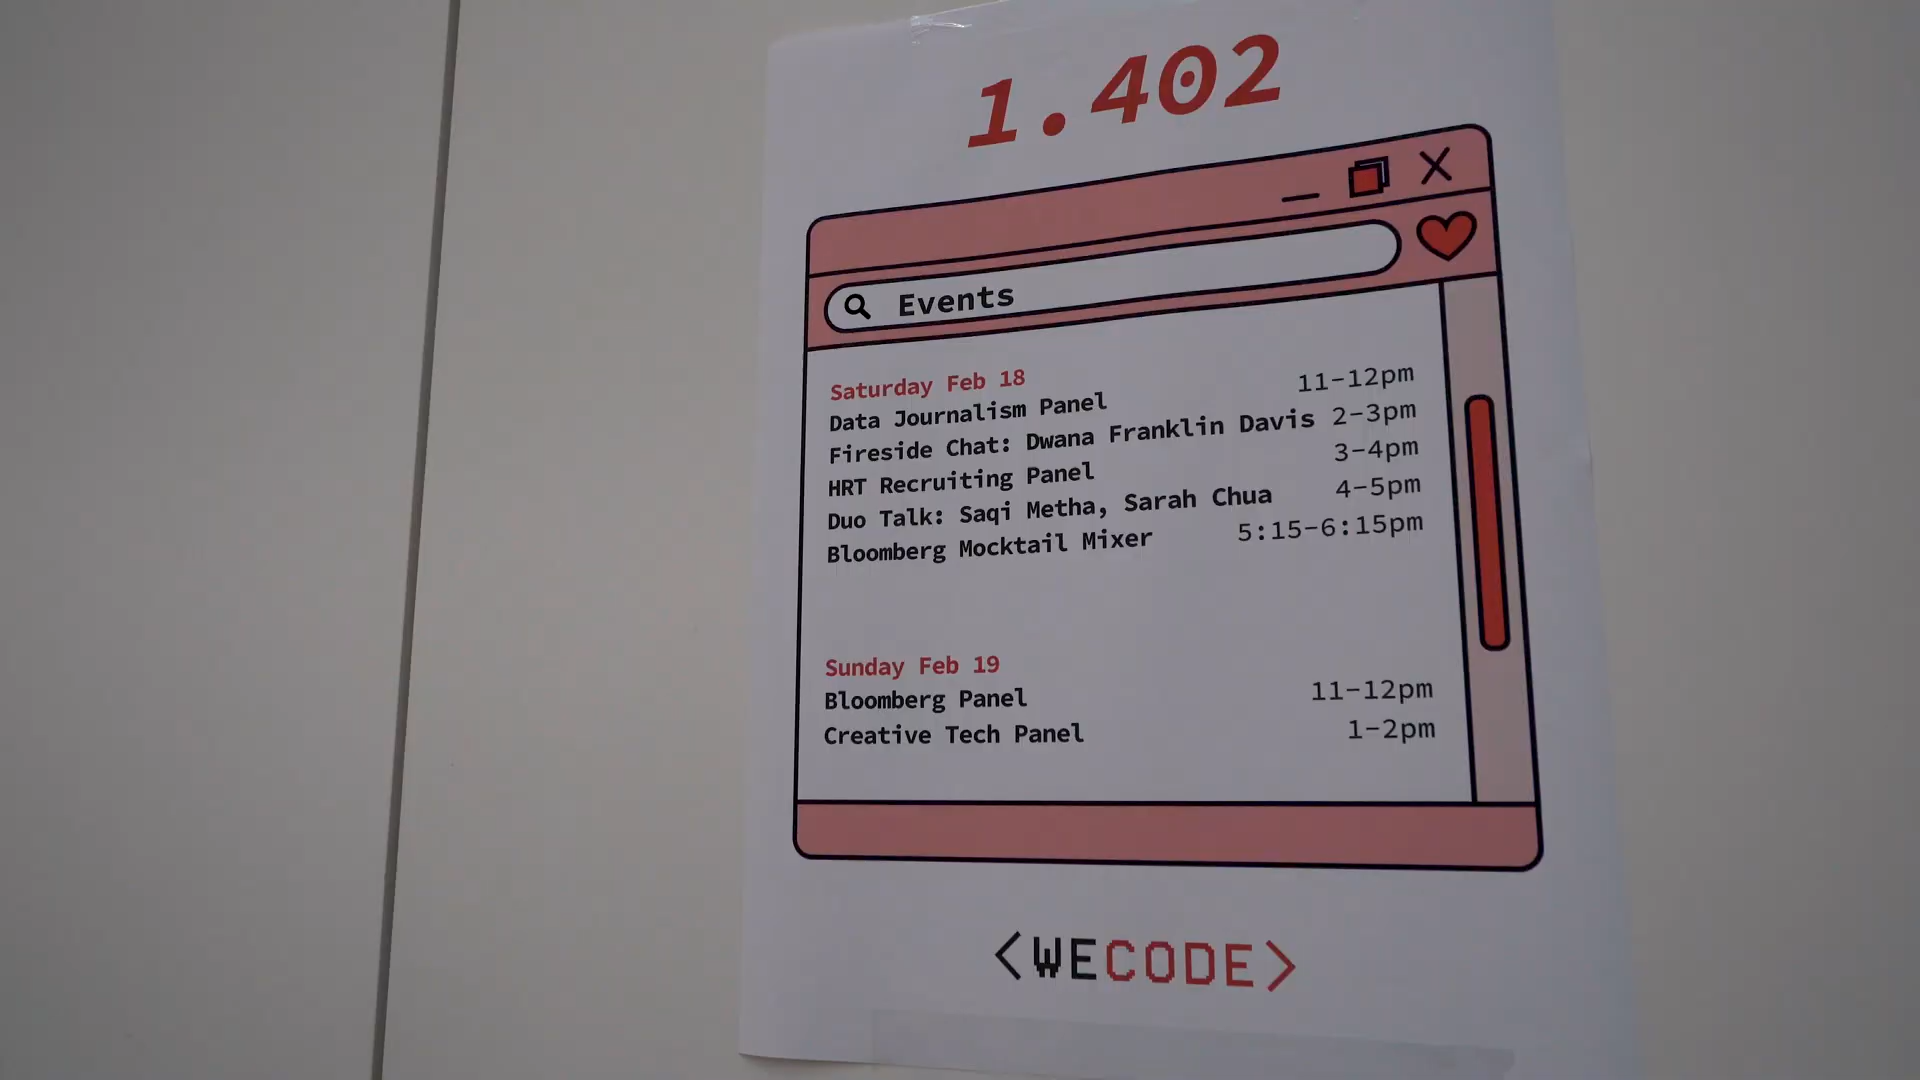 1.402
Events
Saturday Feb 18
Data Journalism Panel 11-12pm
Fireside Chat: Dwana Franklin Davis 2-3pm
HRT Recruiting Panel 3-4pm
Duo Talk: Saqi Metha, Sarah Chua 4-5pm
Bloomberg Mocktail Mixer 5:15-6:15pm
Sunday Feb 19
Bloomberg Panel 11-12pm
Creative Tech Panel 1-2pm
<WECODE>